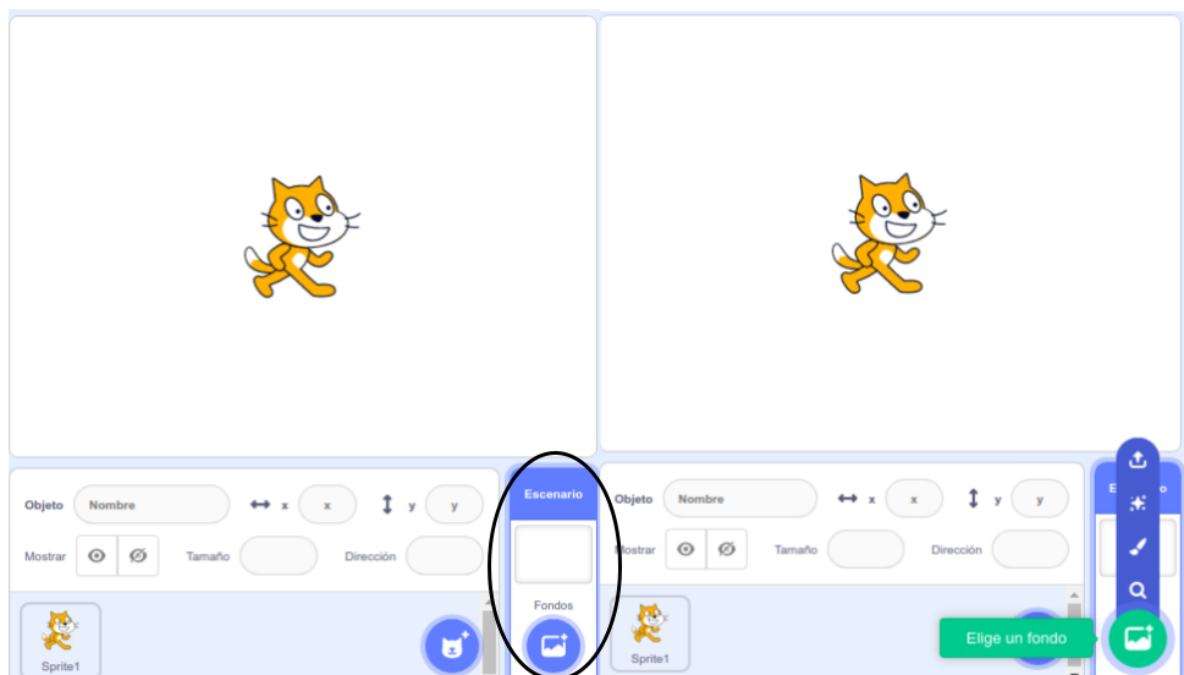 Objeto Nombre x x y y
Mostrar Tamaño Dirección
Sprite1
Escenario
Fondos
Objeto Nombre x x y y
Mostrar Tamaño Dirección
Sprite1
E o
Elige un fondo